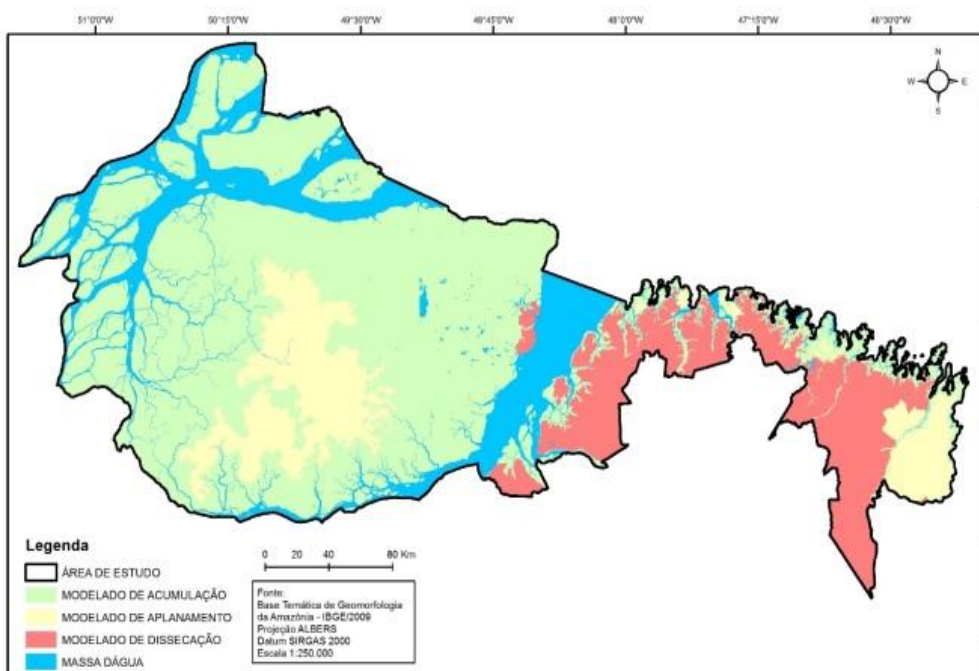 51°0'0"W 50°15'0"W 49°30'0"W 48°45'0"W 48°0'0"W 47°15'0"W 46°30'0"W
N
W E
S
Legenda
ÁREA DE ESTUDO
MODELADO DE ACUMULAÇÃO
MODELADO DE APLANAMENTO
MODELADO DE DISSECAÇÃO
MASSA DÁGUA
0 20 40 80 Km
Fonte:
Base Temática de Geomorfologia
da Amazônia - IBGE/2009
Projeção ALBERS
Datum SIRGAS 2000
Escala 1:250.000